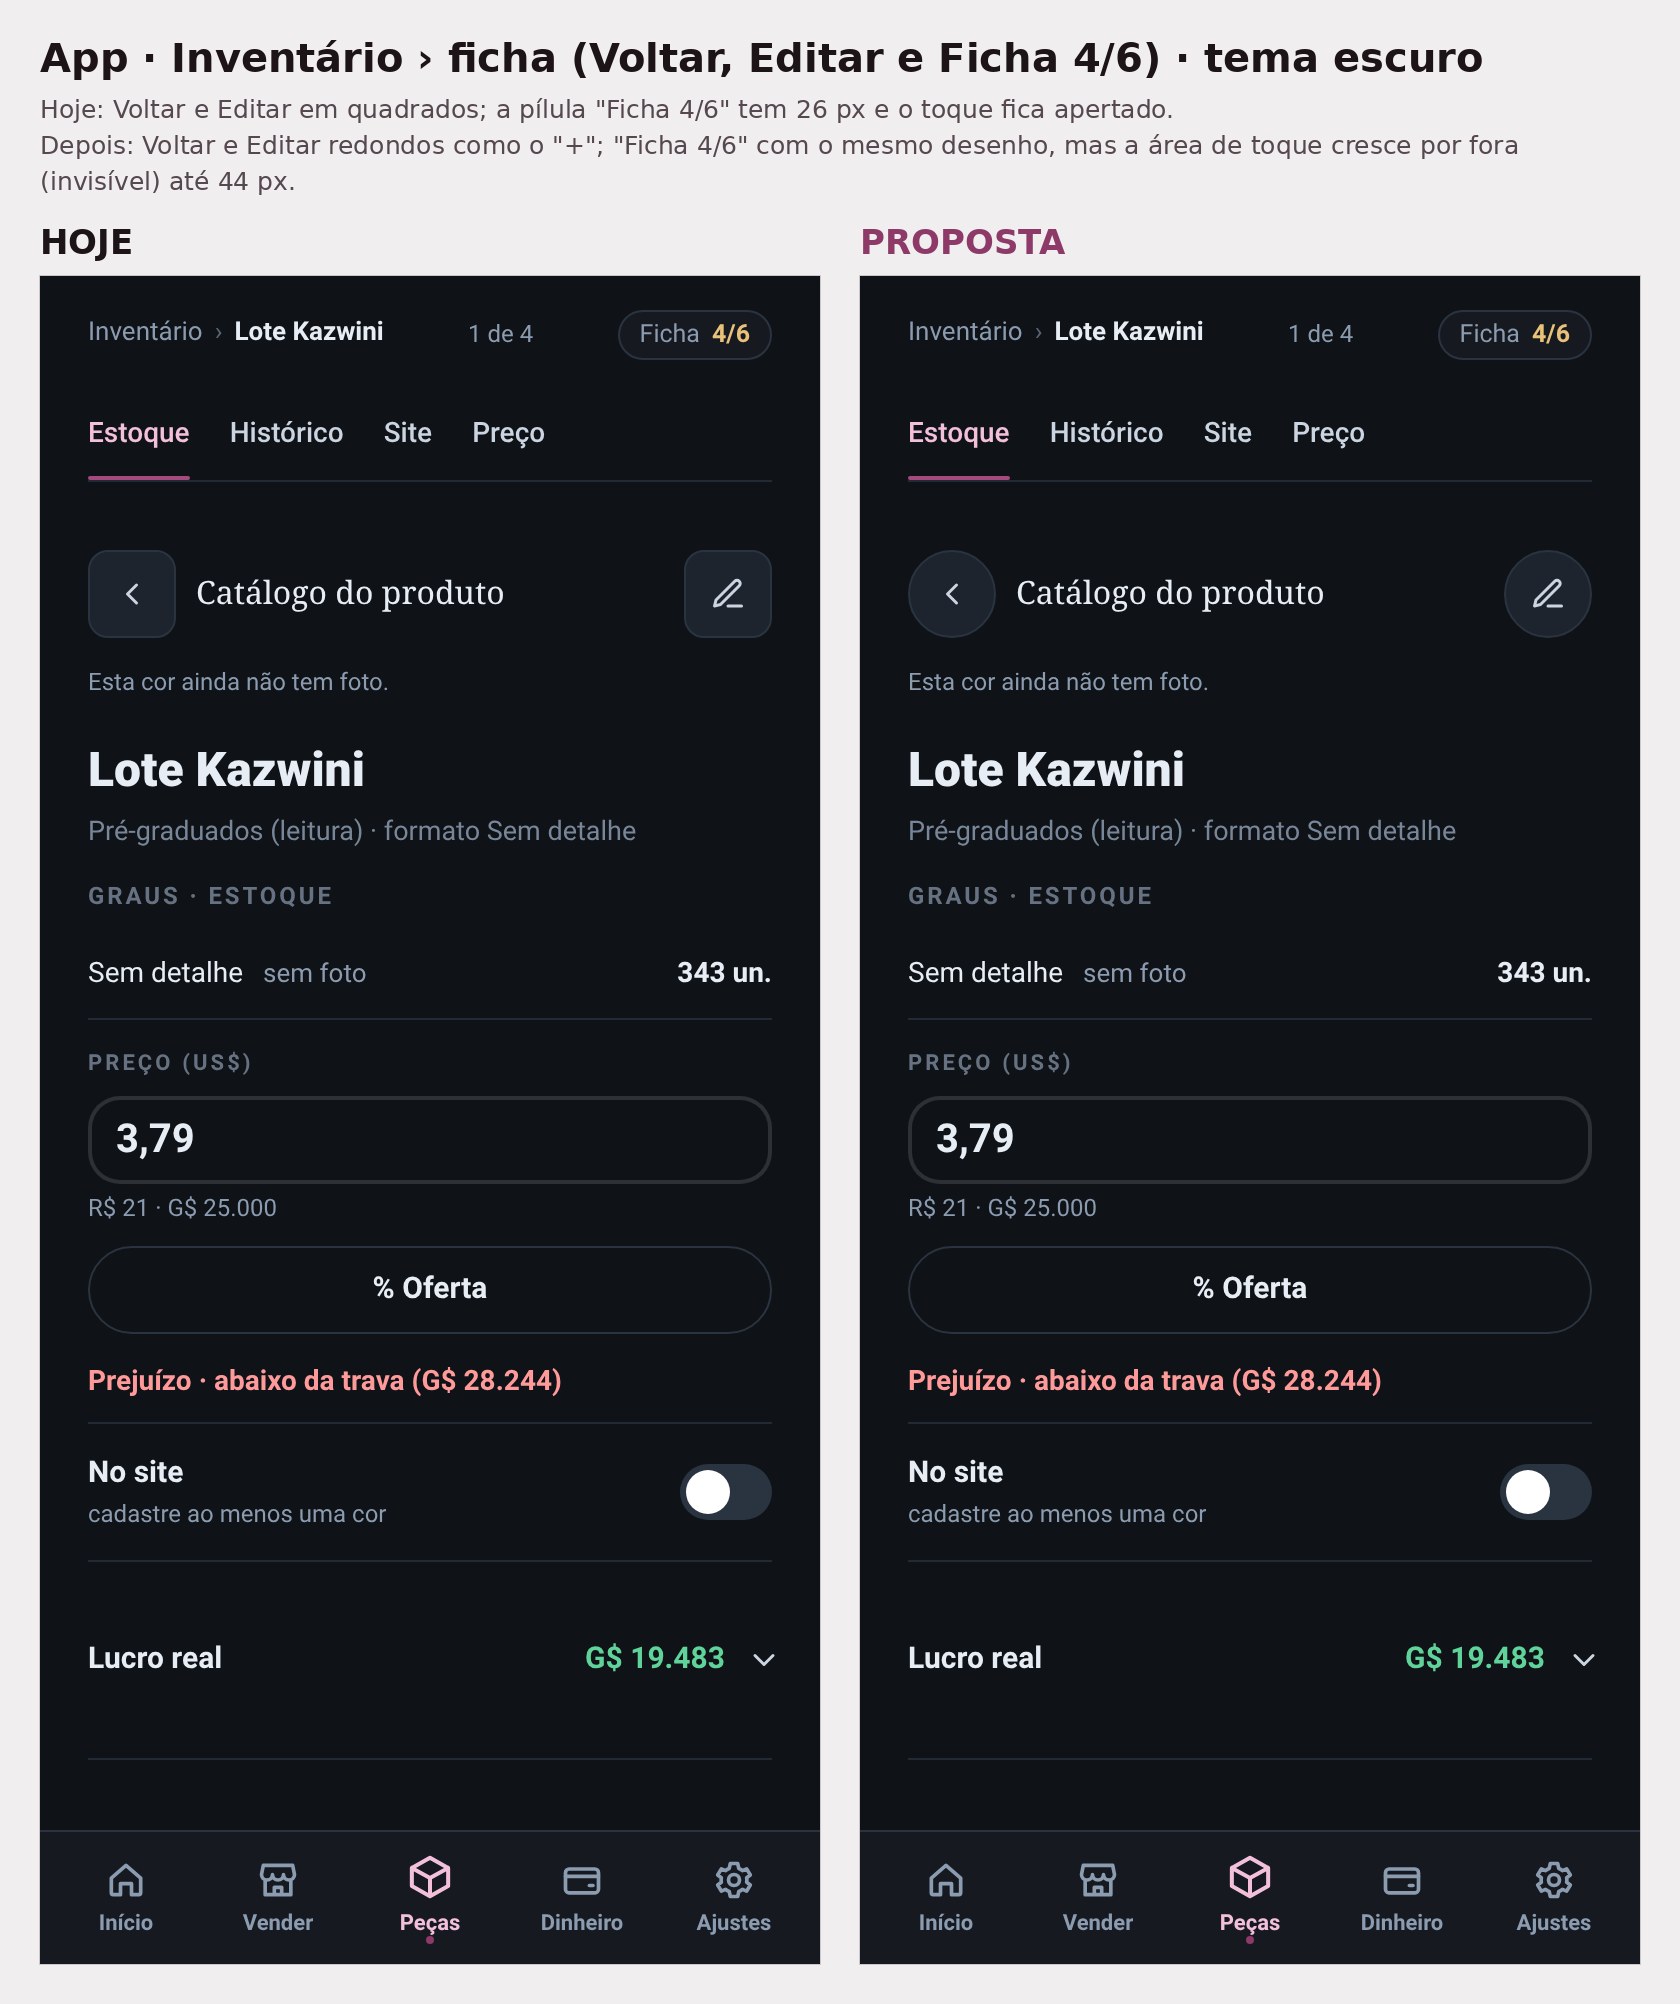 App · Inventário › ficha (Voltar, Editar e Ficha 4/6) · tema escuro
Hoje: Voltar e Editar em quadrados; a pílula "Ficha 4/6" tem 26 px e o toque fica apertado.
Depois: Voltar e Editar redondos como o "+"; "Ficha 4/6" com o mesmo desenho, mas a área de toque cresce por fora
(invisível) até 44 px.
HOJE
Inventário › Lote Kazwini 1 de 4 Ficha 4/6
Estoque Histórico Site Preço
Catálogo do produto
Esta cor ainda não tem foto.
Lote Kazwini
Pré-graduados (leitura) · formato Sem detalhe
GRAUS · ESTOQUE
Sem detalhe sem foto 343 un.
PREÇO (US$)
3,79
R$ 21 · G$ 25.000
% Oferta
Prejuízo · abaixo da trava (G$ 28.244)
No site
cadastre ao menos uma cor
Lucro real G$ 19.483
Início Vender Peças Dinheiro Ajustes
PROPOSTA
Inventário › Lote Kazwini 1 de 4 Ficha 4/6
Estoque Histórico Site Preço
Catálogo do produto
Esta cor ainda não tem foto.
Lote Kazwini
Pré-graduados (leitura) · formato Sem detalhe
GRAUS · ESTOQUE
Sem detalhe sem foto 343 un.
PREÇO (US$)
3,79
R$ 21 · G$ 25.000
% Oferta
Prejuízo · abaixo da trava (G$ 28.244)
No site
cadastre ao menos uma cor
Lucro real G$ 19.483
Início Vender Peças Dinheiro Ajustes